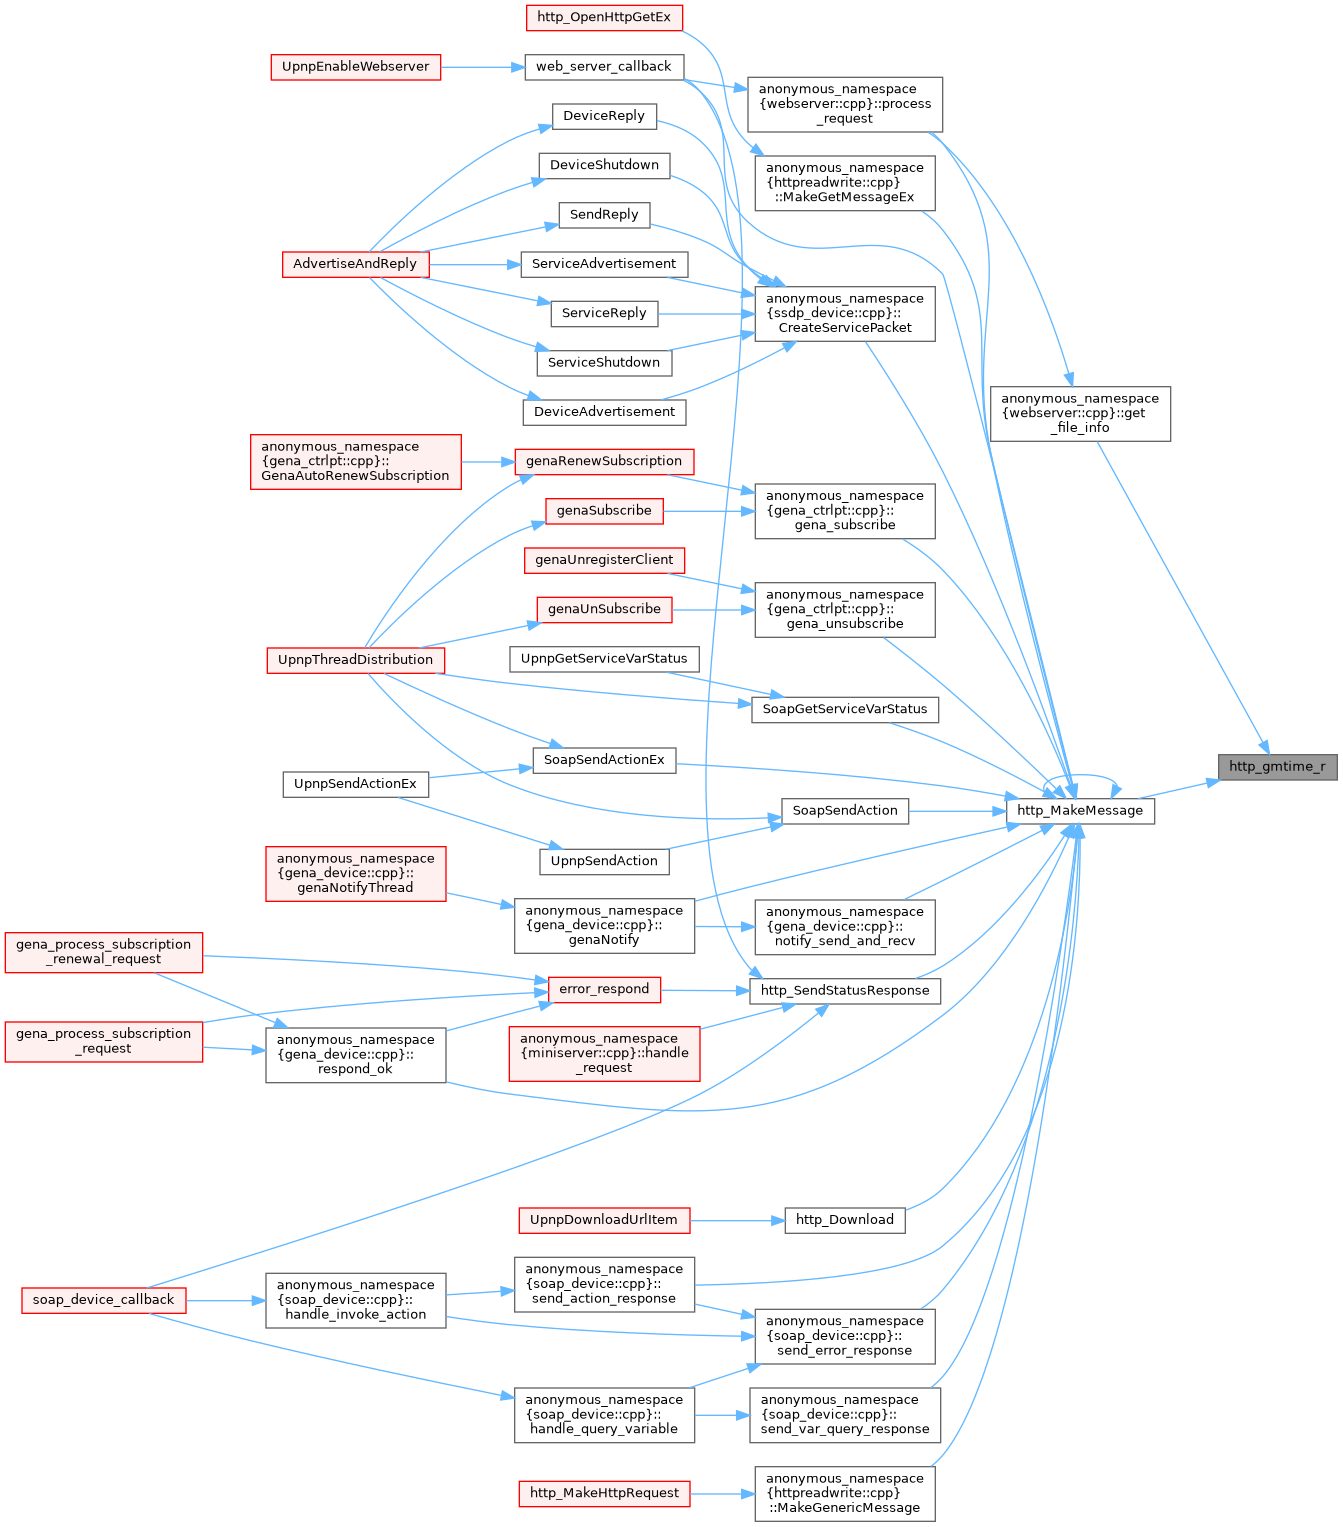 http_OpenHttpGetEx
UpnpEnableWebserver
web_server_callback
anonymous_namespace
{webserver::cpp}::process
_request
DeviceReply
DeviceShutdown
anonymous_namespace
{httpreadwrite::cpp}
::MakeGetMessageEx
SendReply
AdvertiseAndReply
ServiceAdvertisement
ServiceReply
anonymous_namespace
{ssdp_device::cpp}::
CreateServicePacket
ServiceShutdown
DeviceAdvertisement
anonymous_namespace
{webserver::cpp}::get
_file_info
anonymous_namespace
{gena_ctrlpt::cpp}::
GenaAutoRenewSubscription
genaRenewSubscription
genaSubscribe
anonymous_namespace
{gena_ctrlpt::cpp}::
gena_subscribe
genaUnregisterClient
genaUnSubscribe
anonymous_namespace
{gena_ctrlpt::cpp}::
gena_unsubscribe
UpnpThreadDistribution
UpnpGetServiceVarStatus
SoapGetServiceVarStatus
SoapSendActionEx
http_gmtime_r
UpnpSendActionEx
SoapSendAction
http_MakeMessage
UpnpSendAction
anonymous_namespace
{gena_device::cpp}::
genaNotifyThread
anonymous_namespace
{gena_device::cpp}::
genaNotify
anonymous_namespace
{gena_device::cpp}::
notify_send_and_recv
gena_process_subscription
_renewal_request
error_respond
http_SendStatusResponse
gena_process_subscription
_request
anonymous_namespace
{gena_device::cpp}::
respond_ok
anonymous_namespace
{miniserver::cpp}::handle
_request
UpnpDownloadUrlItem
http_Download
soap_device_callback
anonymous_namespace
{soap_device::cpp}::
handle_invoke_action
anonymous_namespace
{soap_device::cpp}::
send_action_response
anonymous_namespace
{soap_device::cpp}::
send_error_response
anonymous_namespace
{soap_device::cpp}::
handle_query_variable
anonymous_namespace
{soap_device::cpp}::
send_var_query_response
http_MakeHttpRequest
anonymous_namespace
{httpreadwrite::cpp}
::MakeGenericMessage